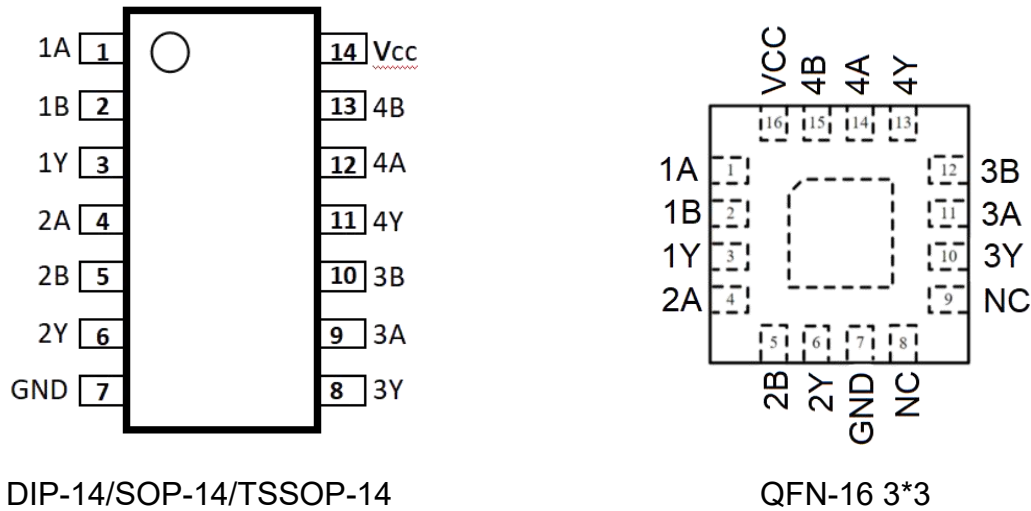 1A 1 14 Vcc
1B 2 13 4B
1Y 3 12 4A
2A 4 11 4Y
2B 5 10 3B
2Y 6 9 3A
GND 7 8 3Y
DIP-14/SOP-14/TSSOP-14
VCC 4B 4A 4Y
16 15 14 13
1A 1 12 3B
1B 2 11 3A
1Y 3 10 3Y
2A 4 9 NC
5 6 7 8
2B 2Y GND NC
QFN-16 3*3